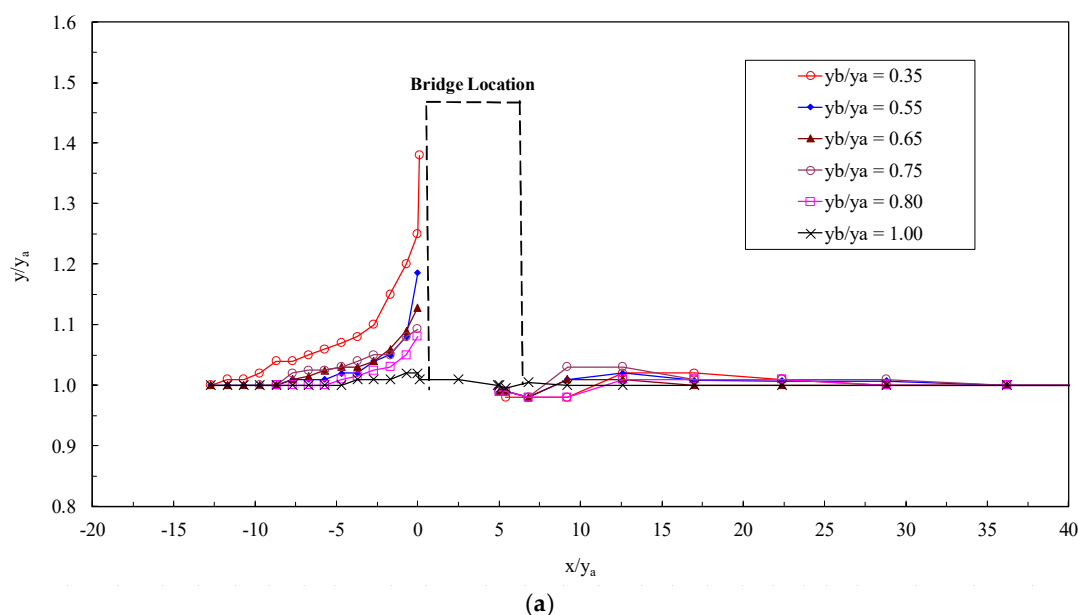 1.6
1.5
1.4
1.3
1.2
1.1
1.0
0.9
0.8
y/ya
Bridge Location
yb/ya = 0.35
yb/ya = 0.55
yb/ya = 0.65
yb/ya = 0.75
yb/ya = 0.80
yb/ya = 1.00
-20 -15 -10 -5 0 5 10 15 20 25 30 35 40
x/ya
(a)